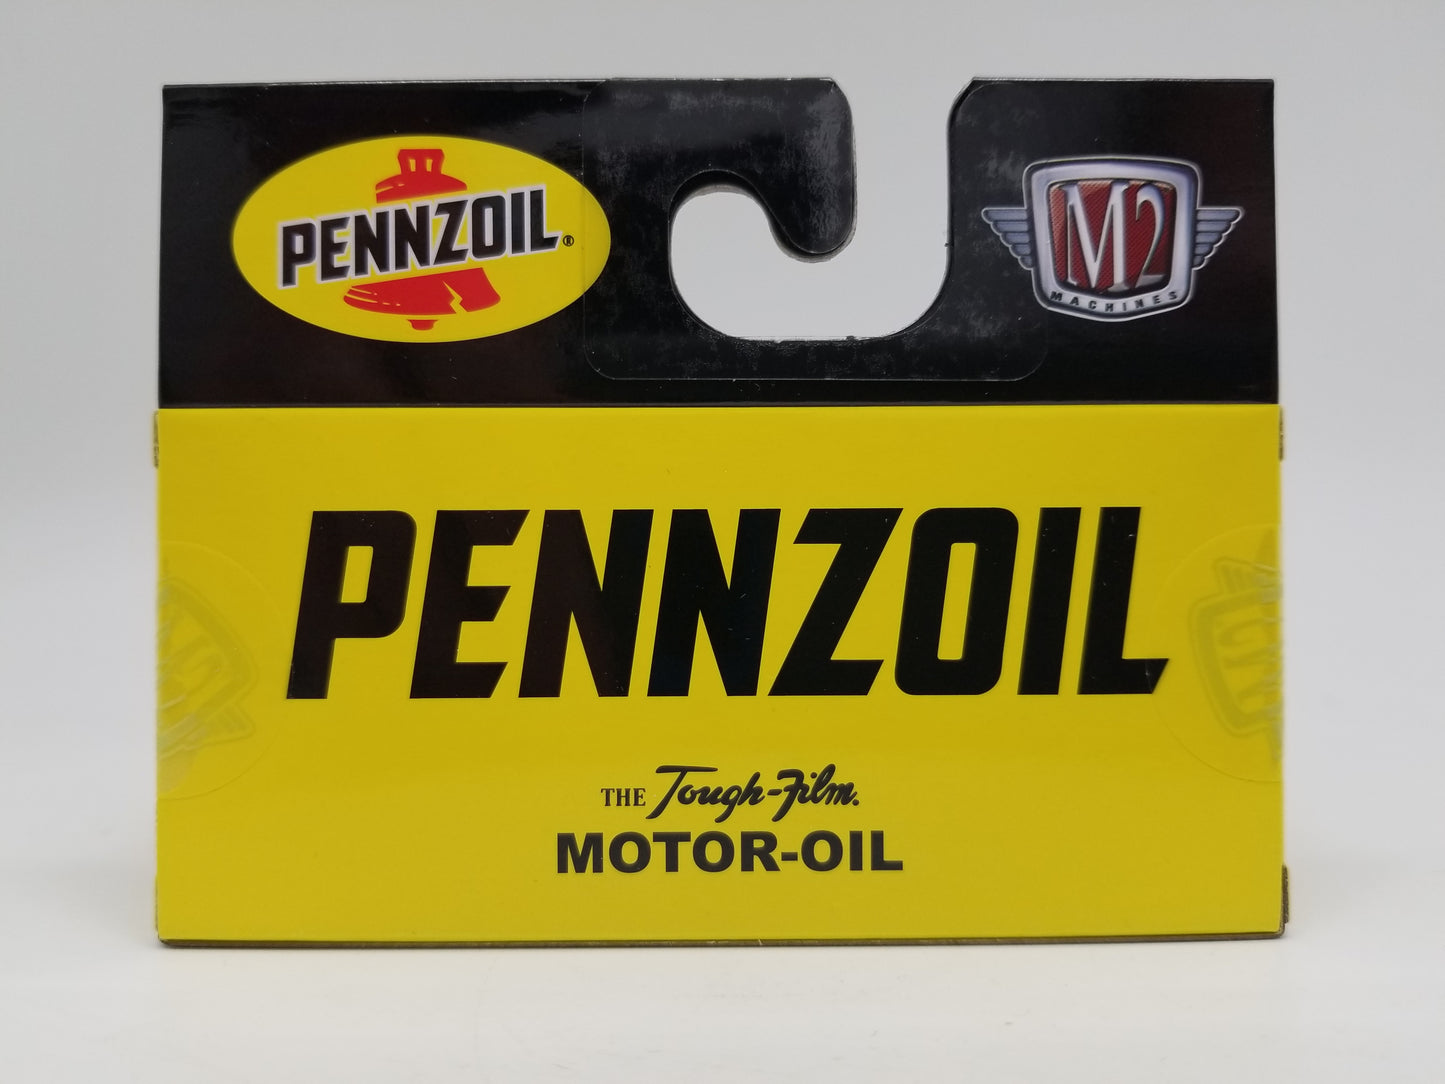 PENNZOIL®
M2
MACHINES
PENNZOIL
THE Tough-Film.
MOTOR-OIL